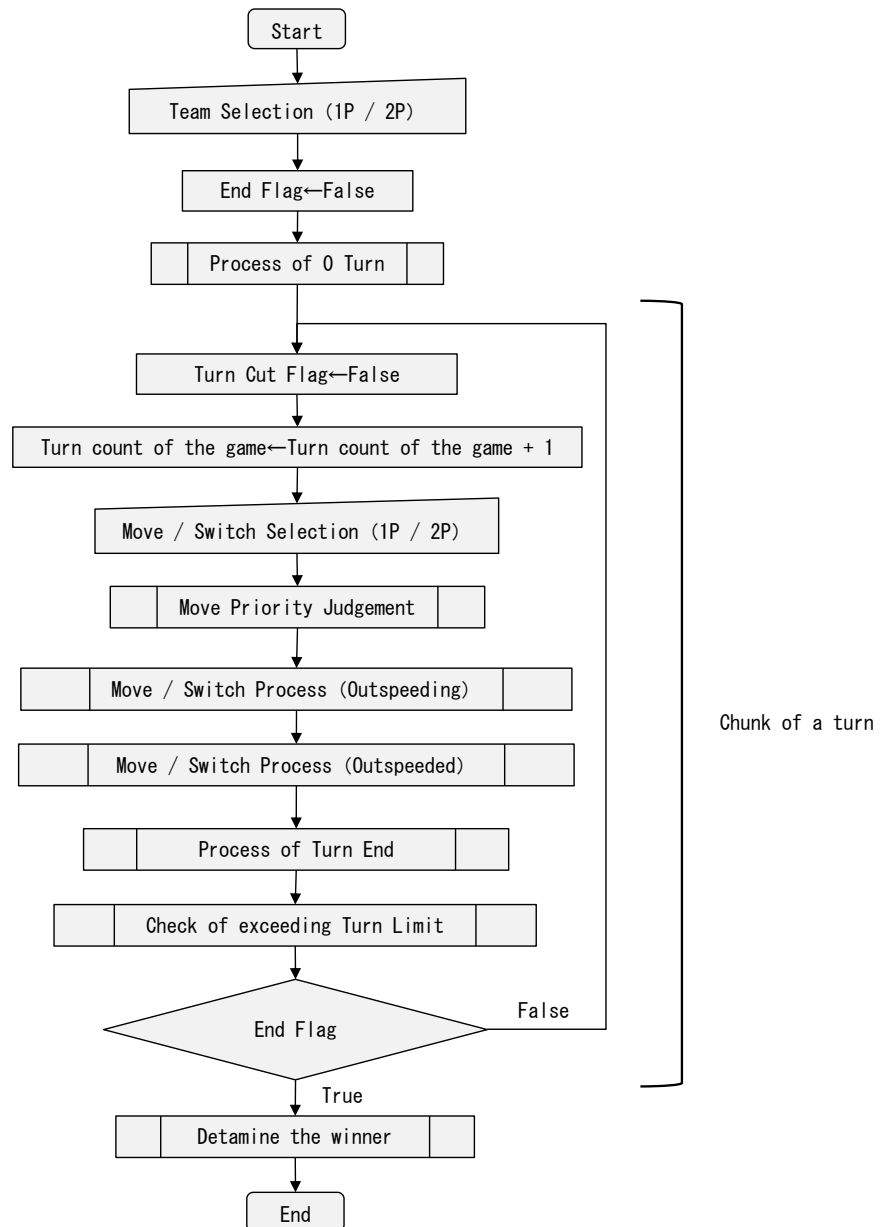 Start
Team Selection (1P / 2P)
End Flag←False
Process of 0 Turn
Turn Cut Flag←False
Turn count of the game←Turn count of the game + 1
Move / Switch Selection (1P / 2P)
Move Priority Judgement
Move / Switch Process (Outspeeding)
Move / Switch Process (Outspeeded)
Chunk of a turn
Process of Turn End
Check of exceeding Turn Limit
End Flag
False
True
Detamine the winner
End